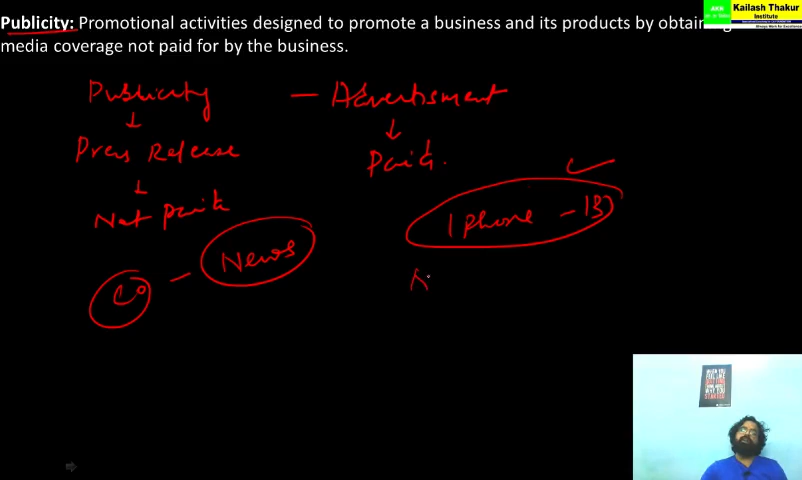 Publicity: Promotional activities designed to promote a business and its products by obtaining
media coverage not paid for by the business.
Kailash Thakur
Institute
Publicity — Advertisment
Press Release
Paid.
Not paid
Iphone - 13
News
Co